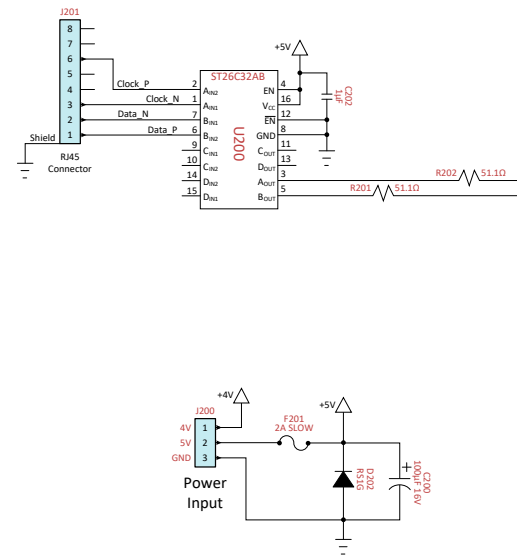 J201
8
7
6
5
4
3
2
1
Shield
RJ45
Connector
Clock_P
Clock_N
Data_N
Data_P
ST26C32AB
U200
2 AIN2
1 AIN1
7 BIN1
6 BIN2
9 CIN1
10 CIN2
14 DIN2
15 DIN1
EN 4
VCC 16
EN 12
GND 8
COUT 11
DOUT 13
AOUT 3
BOUT 5
+5V
C202
1µF
R202 51.1Ω
R201 51.1Ω
J200
4V 1
5V 2
GND 3
Power
Input
+4V
F201
2A SLOW
+5V
D202
RS1G
C200
100µF 16V